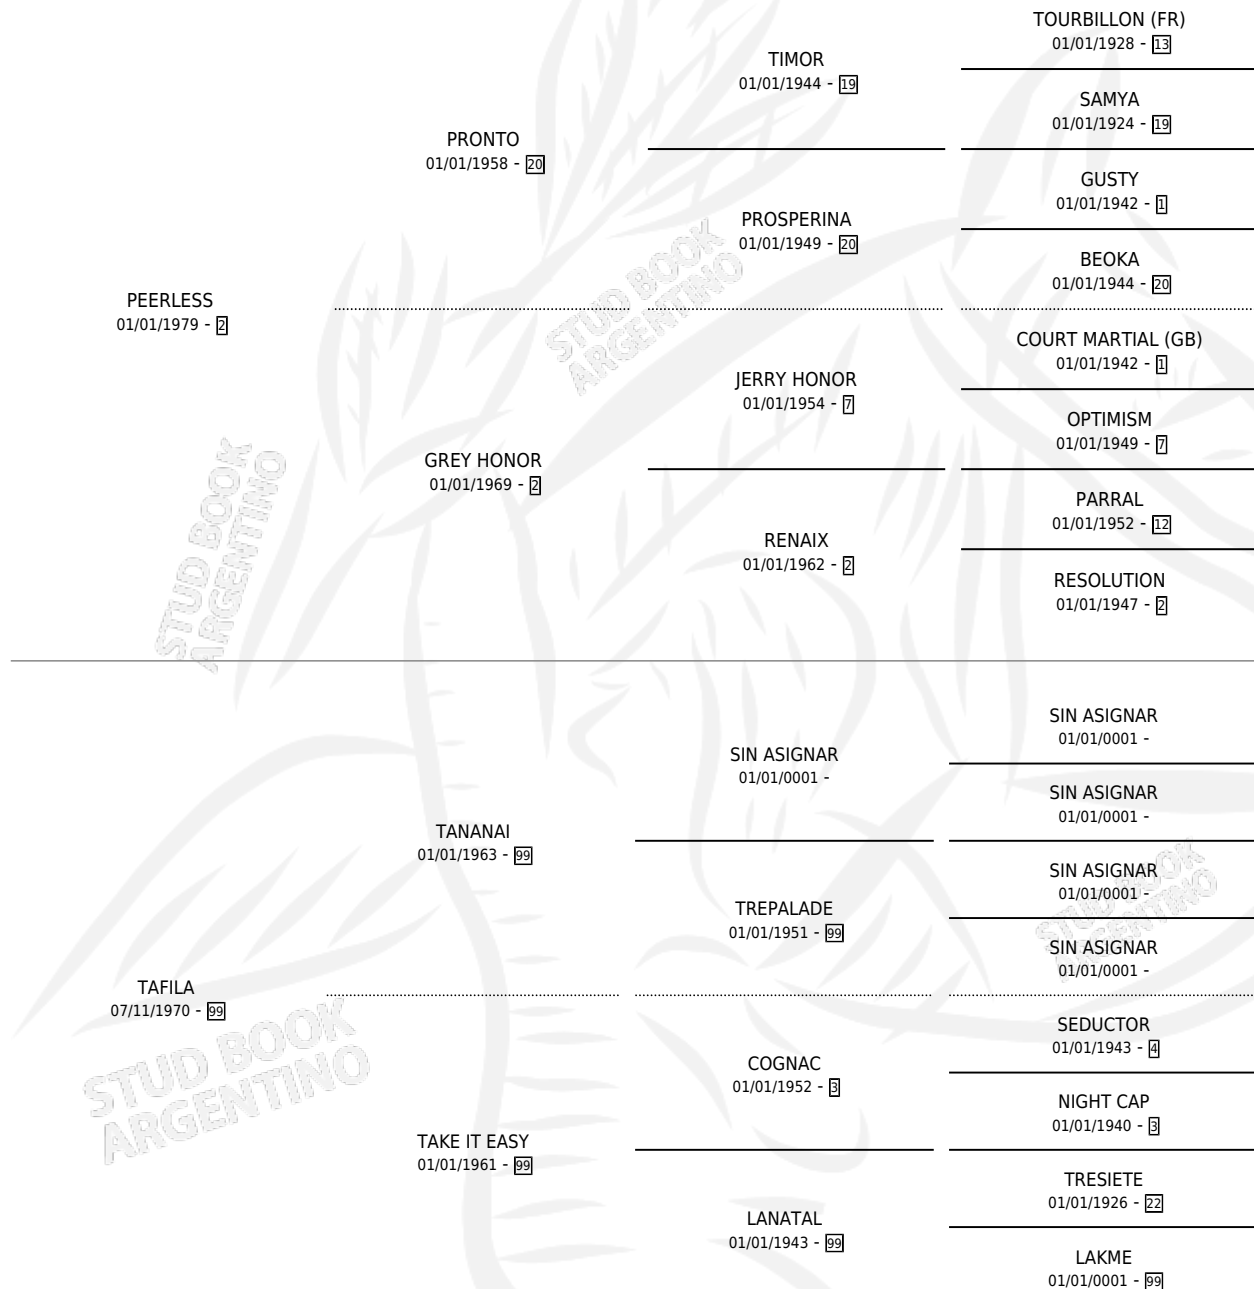 TOURBILLON (FR)
01/01/1928 - 13
TIMOR
01/01/1944 - 19
SAMYA
01/01/1924 - 19
PRONTO
01/01/1958 - 20
GUSTY
01/01/1942 - 1
PROSPERINA
01/01/1949 - 20
BEOKA
01/01/1944 - 20
PEERLESS
01/01/1979 - 2
STUD BOOK
ARGENTINO
COURT MARTIAL (GB)
01/01/1942 - 1
JERRY HONOR
01/01/1954 - 7
OPTIMISM
01/01/1949 - 7
GREY HONOR
01/01/1969 - 2
PARRAL
01/01/1952 - 12
RENAIX
01/01/1962 - 2
RESOLUTION
01/01/1947 - 2
STUD BOOK
ARGENTINO
SIN ASIGNAR
01/01/0001 -
SIN ASIGNAR
01/01/0001 -
SIN ASIGNAR
01/01/0001 -
TANANAI
01/01/1963 - 99
SIN ASIGNAR
01/01/0001 -
TREPALADE
01/01/1951 - 99
SIN ASIGNAR
01/01/0001 -
STUD BOOK
ARGENTINO
TAFILA
07/11/1970 - 99
STUD BOOK
ARGENTINO
SEDUCTOR
01/01/1943 - 4
COGNAC
01/01/1952 - 3
NIGHT CAP
01/01/1940 - 3
TAKE IT EASY
01/01/1961 - 99
TRESIETE
01/01/1926 - 22
LANATAL
01/01/1943 - 99
LAKME
01/01/0001 - 99